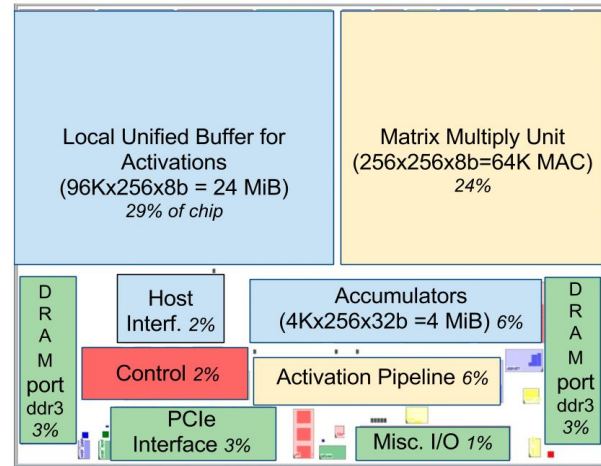 Local Unified Buffer for
Activations
(96Kx256x8b = 24 MiB)
29% of chip
Matrix Multiply Unit
(256x256x8b=64K MAC)
24%
D
R
A
M
port
ddr3
3%
Host
Interf. 2%
Accumulators
(4Kx256x32b =4 MiB) 6%
D
R
A
M
port
ddr3
3%
Control 2%
Activation Pipeline 6%
PCIe
Interface 3%
Misc. I/O 1%